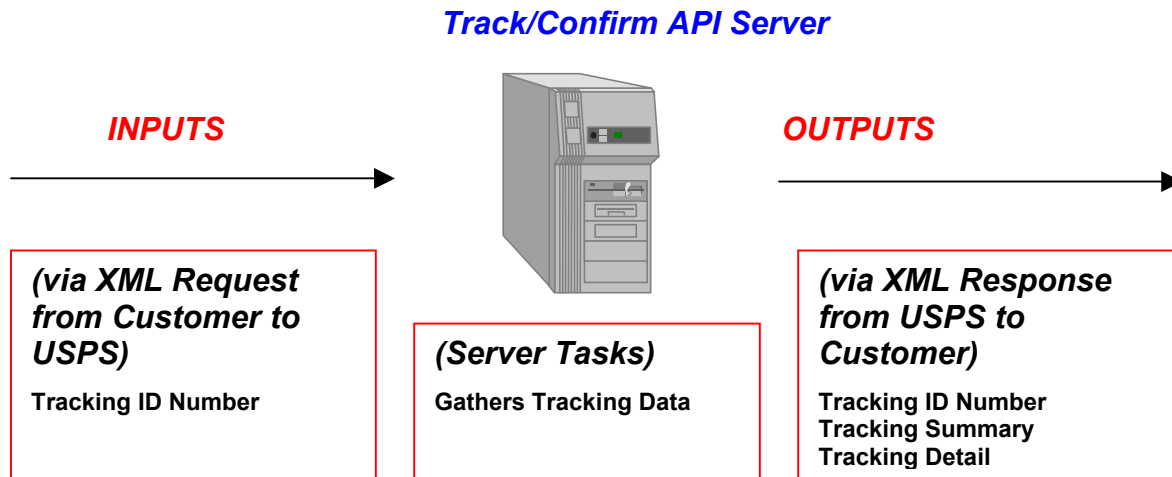 Track/Confirm API Server
INPUTS
OUTPUTS
(via XML Request
from Customer to
USPS)
Tracking ID Number
(Server Tasks)
Gathers Tracking Data
(via XML Response
from USPS to
Customer)
Tracking ID Number
Tracking Summary
Tracking Detail